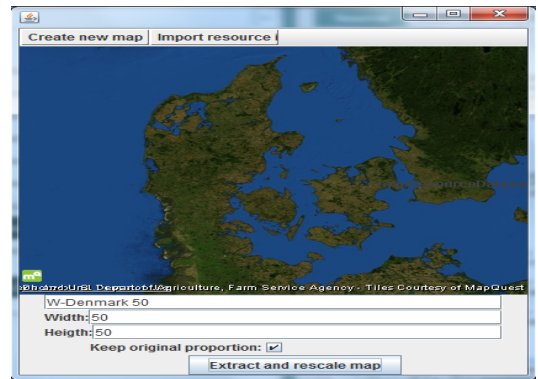 Create new map Import resource
Agriculture, Farm Service Agency - Tiles Courtesy of MapQuest
W-Denmark 50
Width: 50
Heigth: 50
Keep original proportion:
Extract and rescale map